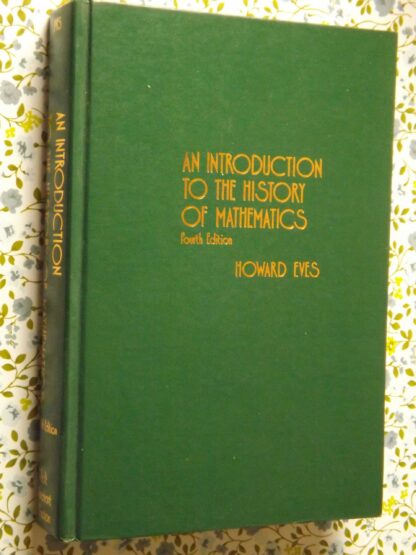 AN INTRODUCTION
TO THE HISTORY
OF MATHEMATICS
Fourth Edition
HOWARD EVES
AN INTRODUCTION